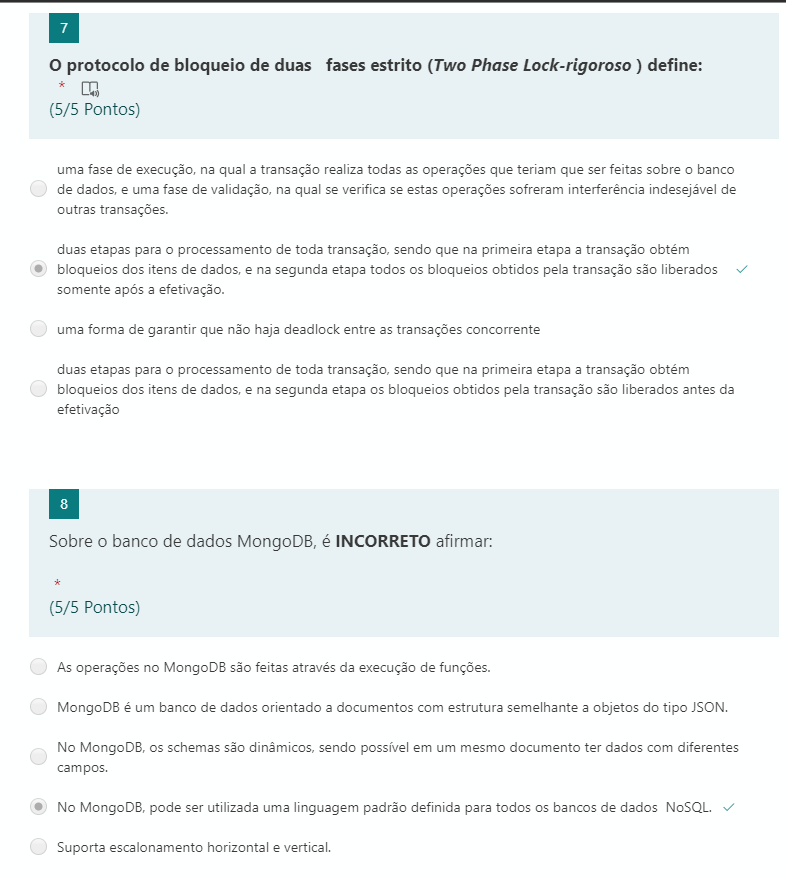 7
O protocolo de bloqueio de duas fases estrito (Two Phase Lock-rigoroso ) define:
*
(5/5 Pontos)
uma fase de execução, na qual a transação realiza todas as operações que teriam que ser feitas sobre o banco
de dados, e uma fase de validação, na qual se verifica se estas operações sofreram interferência indesejável de
outras transações.
duas etapas para o processamento de toda transação, sendo que na primeira etapa a transação obtém
bloqueios dos itens de dados, e na segunda etapa todos os bloqueios obtidos pela transação são liberados
somente após a efetivação.
uma forma de garantir que não haja deadlock entre as transações concorrente
duas etapas para o processamento de toda transação, sendo que na primeira etapa a transação obtém
bloqueios dos itens de dados, e na segunda etapa os bloqueios obtidos pela transação são liberados antes da
efetivação
8
Sobre o banco de dados MongoDB, é INCORRETO afirmar:
*
(5/5 Pontos)
As operações no MongoDB são feitas através da execução de funções.
MongoDB é um banco de dados orientado a documentos com estrutura semelhante a objetos do tipo JSON.
No MongoDB, os schemas são dinâmicos, sendo possível em um mesmo documento ter dados com diferentes
campos.
No MongoDB, pode ser utilizada uma linguagem padrão definida para todos os bancos de dados NoSQL.
Suporta escalonamento horizontal e vertical.